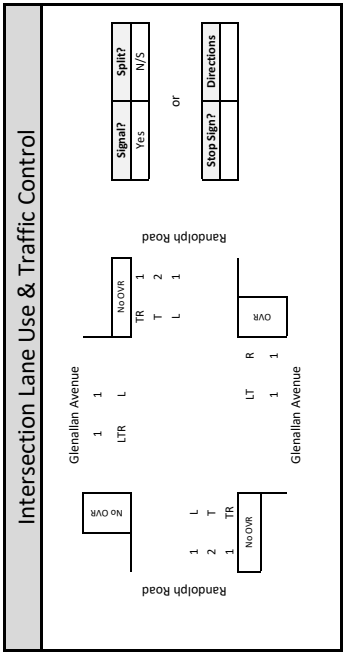 Intersection Lane Use & Traffic Control
Glenallan Avenue
No OVR
1 1
LTR L
No OVR
TR 1
T 2
L 1
Randolph Road
Randolph Road
1 L
2 T
1 TR
No OVR
LT R
1 1
OVR
Glenallan Avenue
Signal? Split?
Yes N/S
or
Stop Sign? Directions